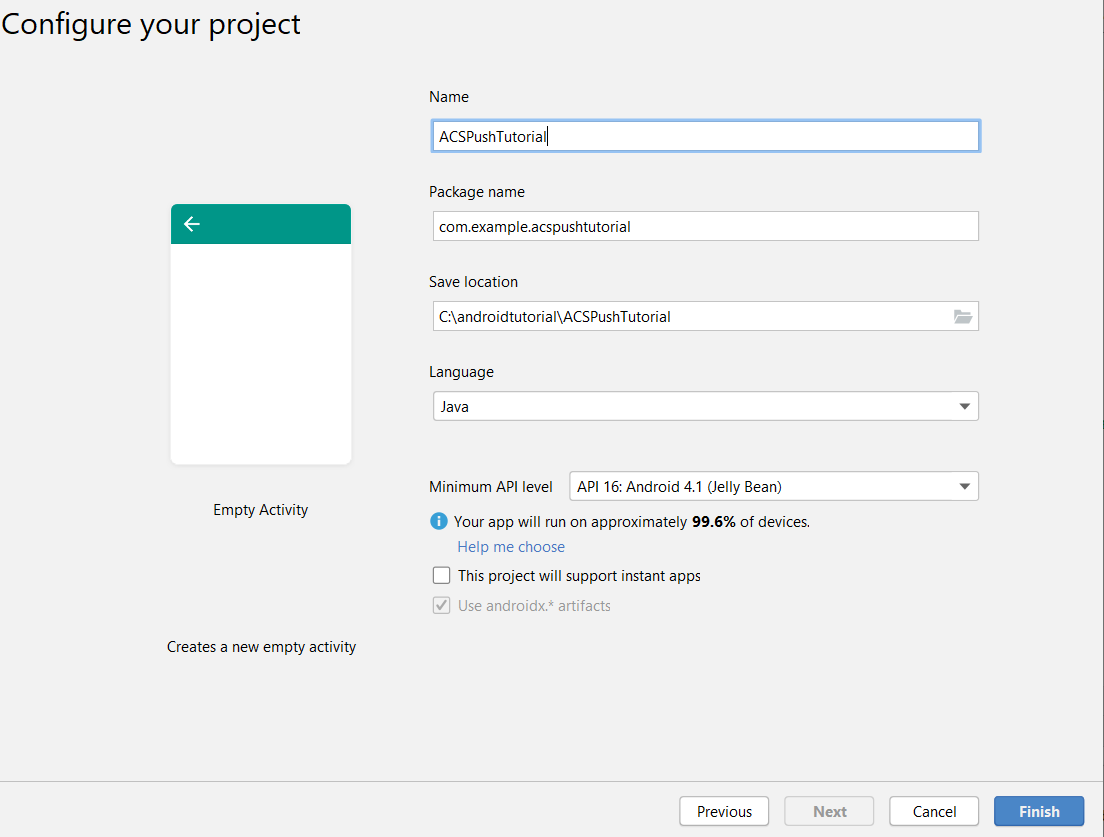 Configure your project
Name
ACSPushTutorial
Package name
com.example.acspushtutorial
Save location
C:\androidtutorial\ACSPushTutorial
Language
Java
Minimum API level API 16: Android 4.1 (Jelly Bean)
Empty Activity
Your app will run on approximately 99.6% of devices.
Help me choose
This project will support instant apps
Use androidx.* artifacts
Creates a new empty activity
Previous Next Cancel Finish